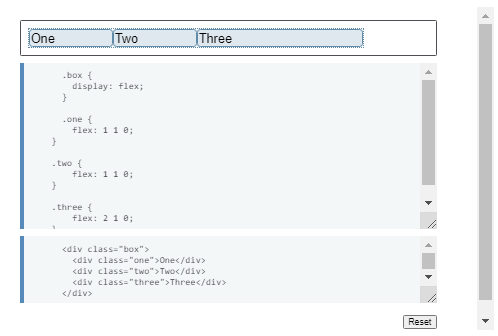 One Two Three
.box {
display: flex;
}
.one {
flex: 1 1 0;
}
.two {
flex: 1 1 0;
}
.three {
flex: 2 1 0;
<div class="box">
<div class="one">One</div>
<div class="two">Two</div>
<div class="three">Three</div>
</div>
Reset